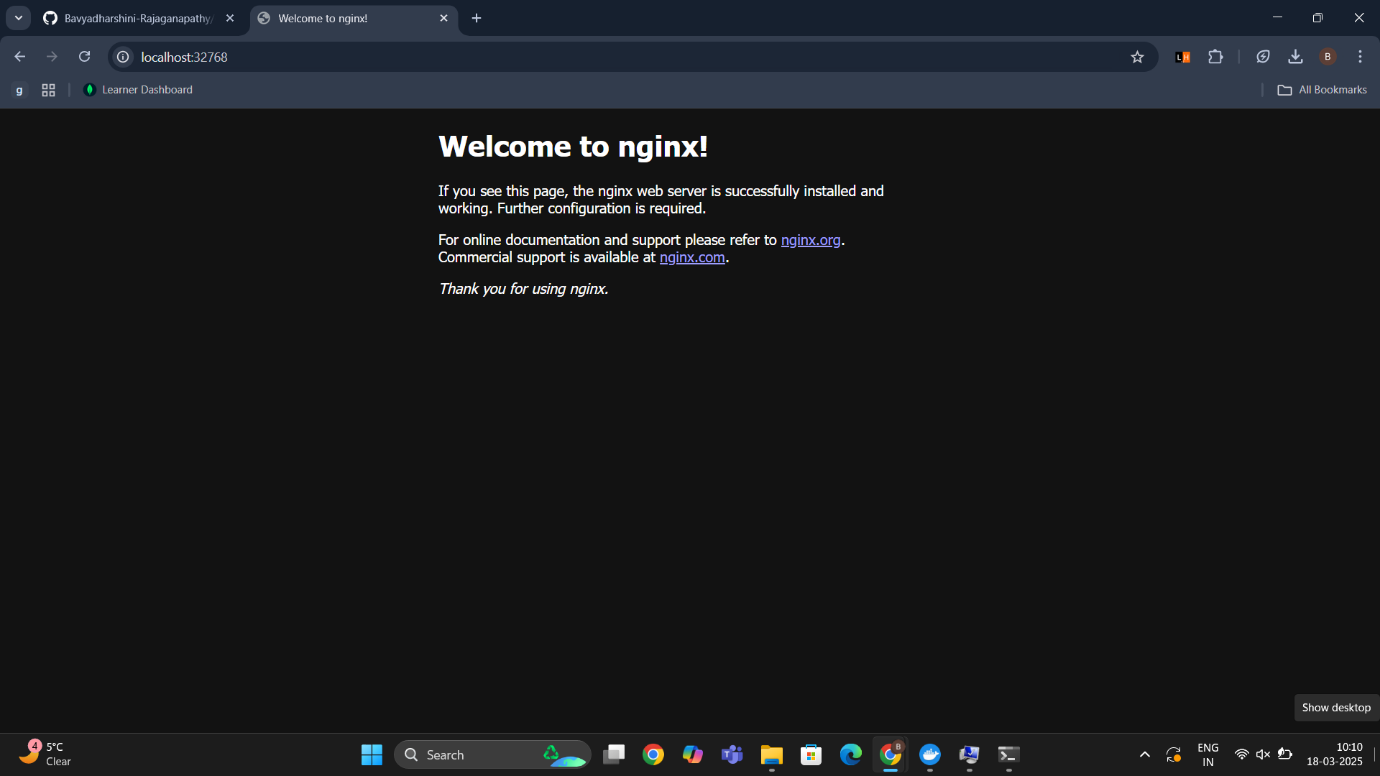 Bavyadharshini-Rajaganapathy
Welcome to nginx!
localhost:32768
LH
B
g
Learner Dashboard
All Bookmarks
Welcome to nginx!
If you see this page, the nginx web server is successfully installed and
working. Further configuration is required.
For online documentation and support please refer to nginx.org.
Commercial support is available at nginx.com.
Thank you for using nginx.
Show desktop
4
5°C
Clear
Search
B
ENG
IN
10:10
18-03-2025